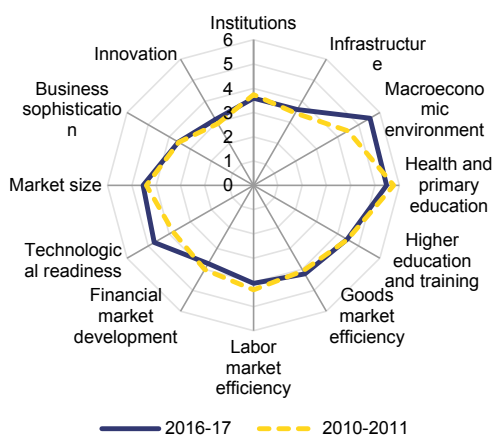 Institutions
Infrastructur
e
Macroecono
mic
environment
Health and
primary
education
Higher
education
and training
Goods
market
efficiency
Labor
market
efficiency
Financial
market
development
Technologic
al readiness
Market size
Business
sophisticatio
n
Innovation
6
5
4
3
2
1
0
2016-17
2010-2011